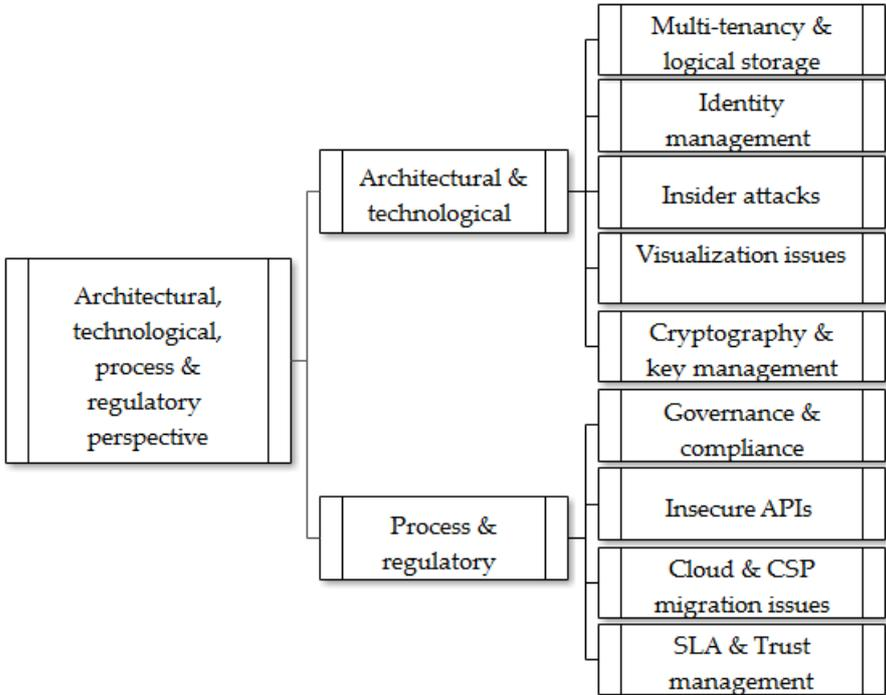 Architectural,
technological,
process &
regulatory
perspective
Architectural &
technological
Multi-tenancy &
logical storage
Identity
management
Insider attacks
Visualization issues
Cryptography &
key management
Process &
regulatory
Governance &
compliance
Insecure APIs
Cloud & CSP
migration issues
SLA & Trust
management